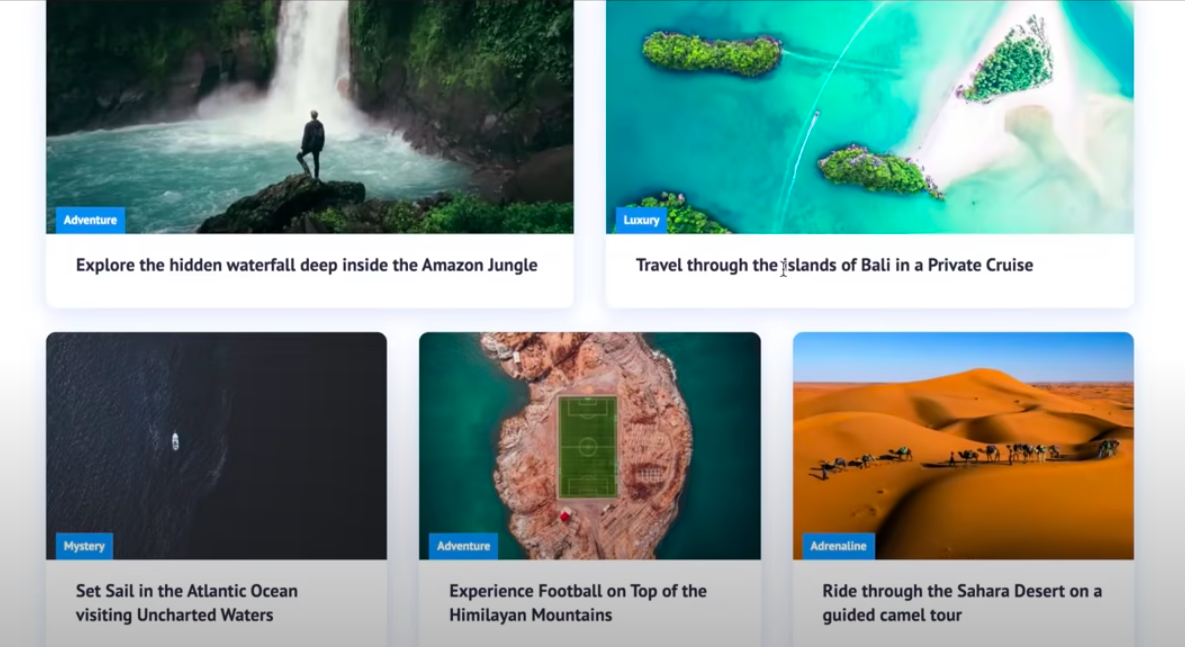 Adventure
Luxury
Explore the hidden waterfall deep inside the Amazon Jungle
Travel through the islands of Bali in a Private Cruise
Mystery
Adventure
Adrenaline
Set Sail in the Atlantic Ocean
visiting Uncharted Waters
Experience Football on Top of the
Himilayan Mountains
Ride through the Sahara Desert on a
guided camel tour